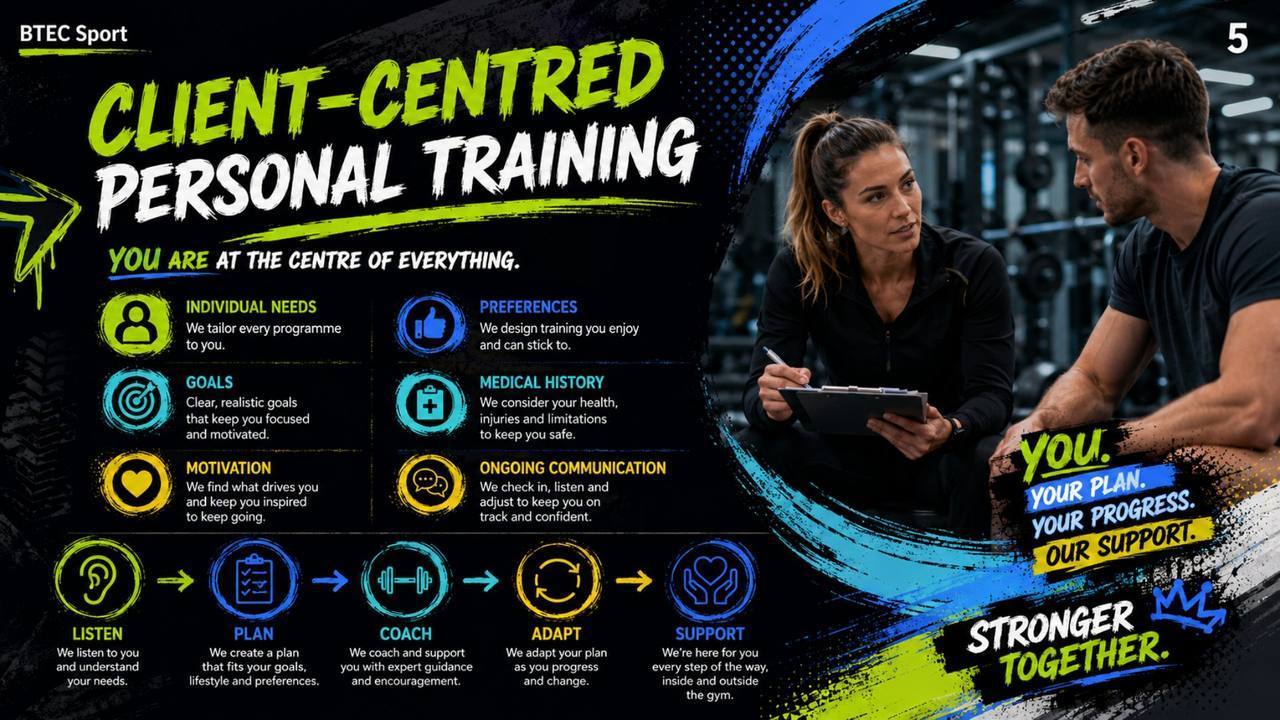 BTEC Sport
5
CLIENT-CENTRED
PERSONAL TRAINING
YOU ARE AT THE CENTRE OF EVERYTHING.
INDIVIDUAL NEEDS
We tailor every programme
to you.
PREFERENCES
We design training you enjoy
and can stick to.
GOALS
Clear, realistic goals
that keep you focused
and motivated.
MEDICAL HISTORY
We consider your health,
injuries and limitations
to keep you safe.
MOTIVATION
We find what drives you
and keep you inspired
to keep going.
ONGOING COMMUNICATION
We check in, listen and
adjust to keep you on
track and confident.
LISTEN
We listen to you
and understand
your needs.
PLAN
We create a plan
that fits your goals,
lifestyle and preferences.
COACH
We coach and support
you with expert guidance
and encouragement.
ADAPT
We adapt your plan
as you progress
and change.
SUPPORT
We're here for you
every step of the way,
inside and outside
the gym.
YOU.
YOUR PLAN.
YOUR PROGRESS.
OUR SUPPORT.
STRONGER
TOGETHER.